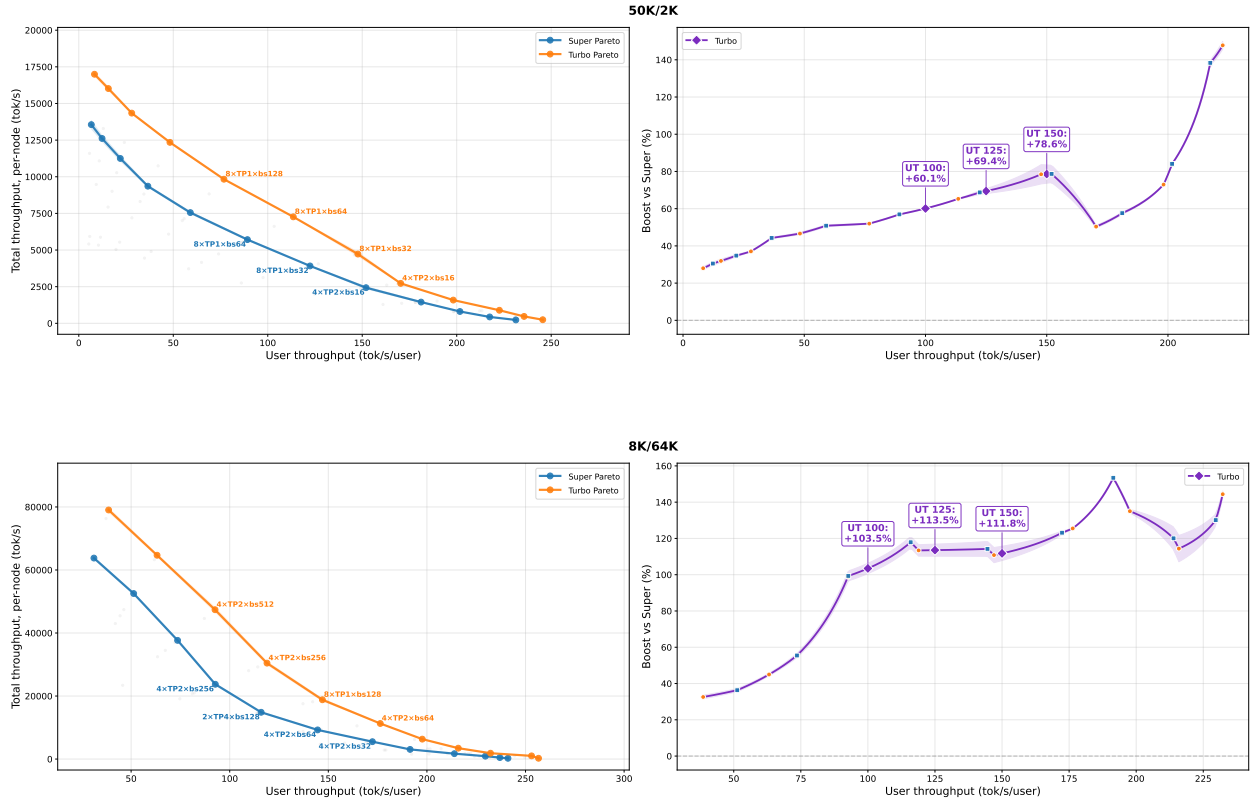 50K/2K
Total throughput, per-node (tok/s)
20000
17500
15000
12500
10000
7500
5000
2500
0
Super Pareto
Turbo Pareto
8×TP1×bs128
8×TP1×bs64
8×TP1×bs32
4×TP2×bs16
8×TP1×bs64
8×TP1×bs32
4×TP2×bs16
0 50 100 150 200 250
User throughput (tok/s/user)
Boost vs Super (%)
140
120
100
80
60
40
20
0
Turbo
UT 100:
+60.1%
UT 125:
+69.4%
UT 150:
+78.6%
0 50 100 150 200
User throughput (tok/s/user)
8K/64K
Total throughput, per-node (tok/s)
80000
60000
40000
20000
0
Super Pareto
Turbo Pareto
4×TP2×bs512
4×TP2×bs256
8×TP1×bs128
4×TP2×bs64
4×TP2×bs256
2×TP4×bs128
4×TP2×bs64
4×TP2×bs32
50 100 150 200 250 300
User throughput (tok/s/user)
Boost vs Super (%)
160
140
120
100
80
60
40
20
0
Turbo
UT 100:
+103.5%
UT 125:
+113.5%
UT 150:
+111.8%
50 75 100 125 150 175 200 225
User throughput (tok/s/user)